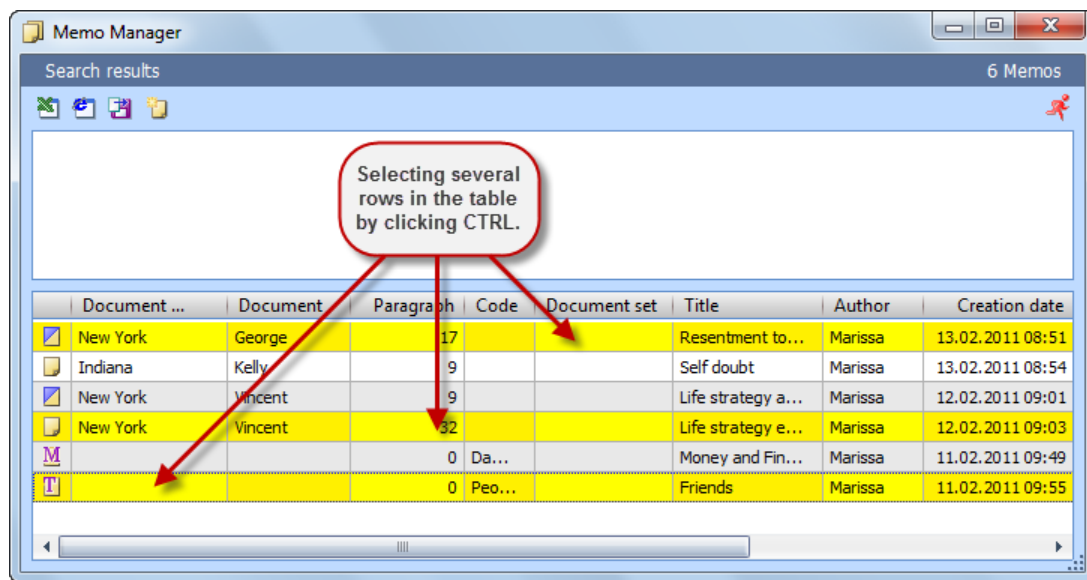 Memo Manager
Search results 6 Memos
Selecting several
rows in the table
by clicking CTRL.
Document ... Document Paragraph Code Document set Title Author Creation date
New York George 17 Resentment to... Marissa 13.02.2011 08:51
Indiana Kelly 9 Self doubt Marissa 13.02.2011 08:54
New York Vincent 9 Life strategy a... Marissa 12.02.2011 09:01
New York Vincent 32 Life strategy e... Marissa 12.02.2011 09:03
M 0 Da... Money and Fin... Marissa 11.02.2011 09:49
T 0 Peo... Friends Marissa 11.02.2011 09:55